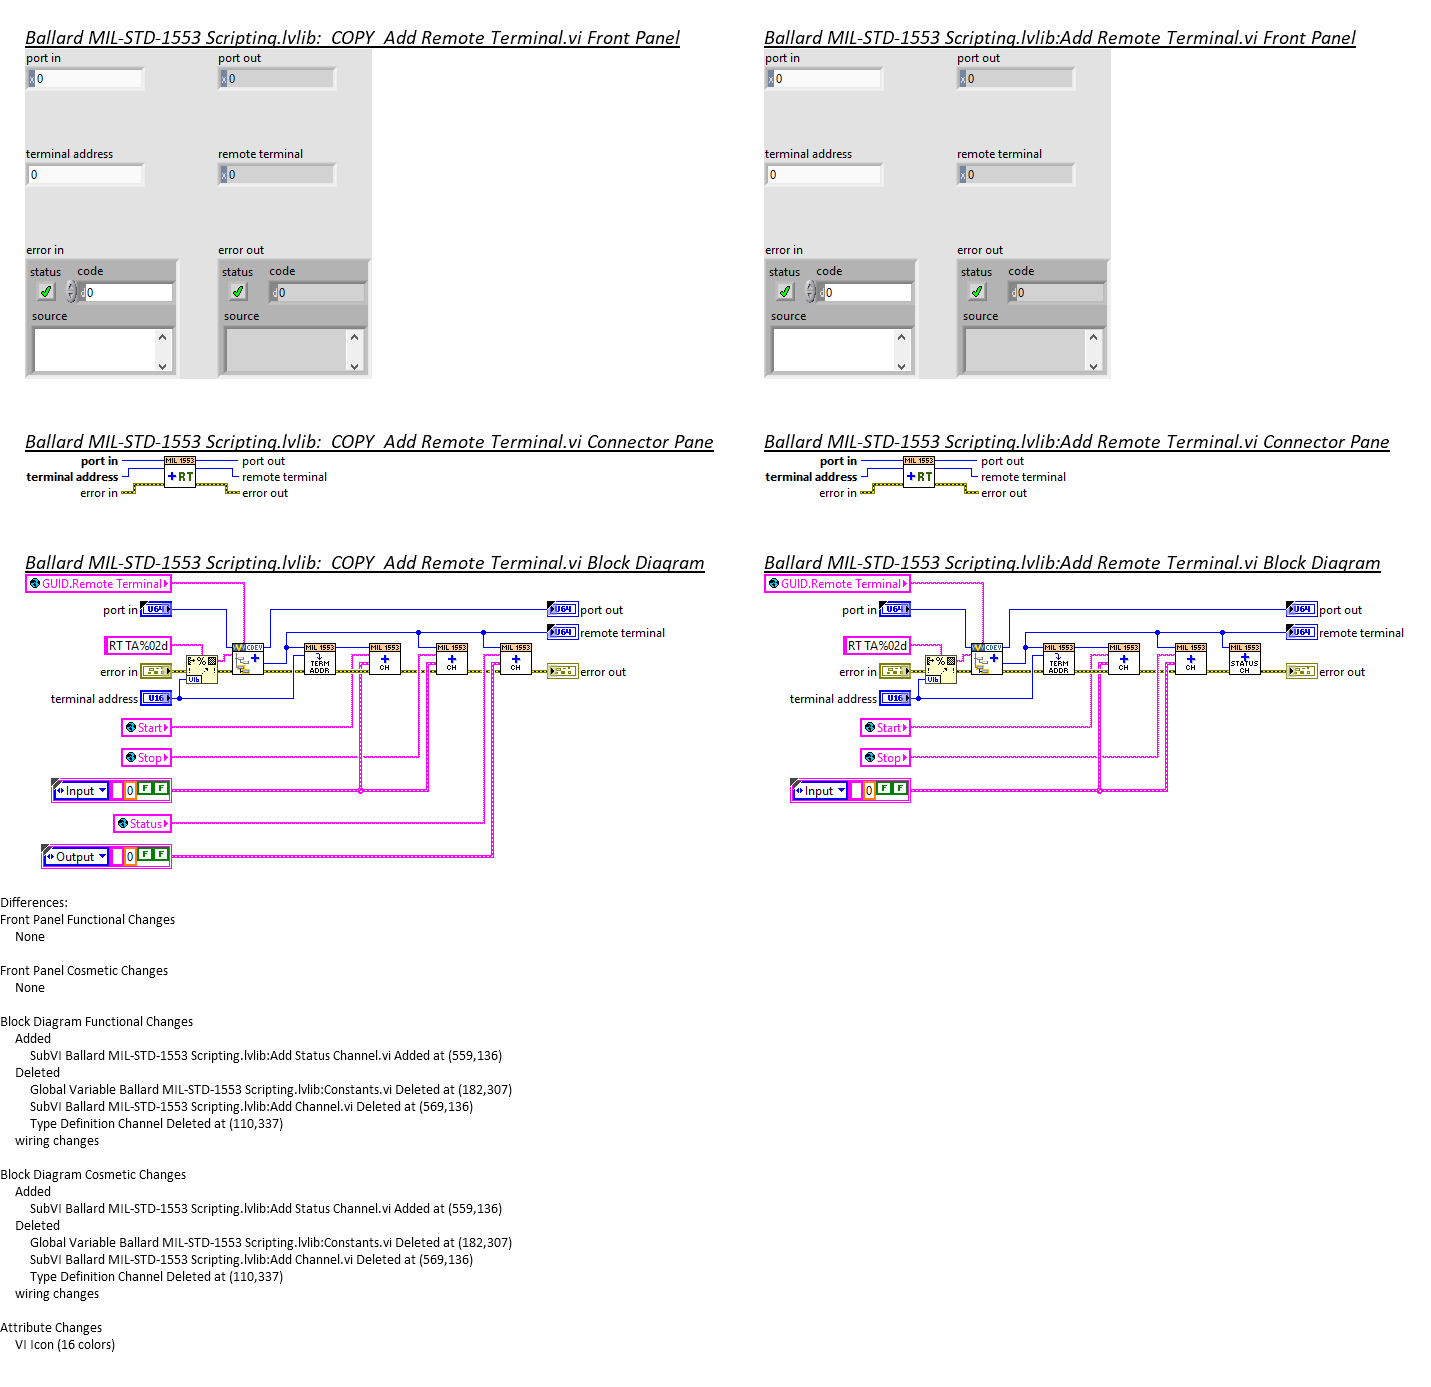 Ballard MIL-STD-1553 Scripting.lvlib:_COPY_Add Remote Terminal.vi Front Panel
port in
port out
x 0
x 0
terminal address
remote terminal
0
x 0
error in
error out
status code
status code
d 0
d 0
source
source
Ballard MIL-STD-1553 Scripting.lvlib:Add Remote Terminal.vi Front Panel
port in
port out
x 0
x 0
terminal address
remote terminal
0
x 0
error in
error out
status code
status code
d 0
d 0
source
source
Ballard MIL-STD-1553 Scripting.lvlib:_COPY_Add Remote Terminal.vi Connector Pane
port in
MIL 1553
port out
terminal address
+RT
remote terminal
error in
error out
Ballard MIL-STD-1553 Scripting.lvlib:Add Remote Terminal.vi Connector Pane
port in
MIL 1553
port out
terminal address
+RT
remote terminal
error in
error out
Ballard MIL-STD-1553 Scripting.lvlib:_COPY_Add Remote Terminal.vi Block Diagram
GUID.Remote Terminal
port in
U64
U64
port out
U64
remote terminal
RT TA%02d
CDEV
MIL 1553
TERM
ADDR
MIL 1553
+
CH
MIL 1553
+
CH
MIL 1553
+
CH
error in
error out
terminal address
U16
Start
Stop
Input 0 F F
Status
Output 0 F F
Ballard MIL-STD-1553 Scripting.lvlib:Add Remote Terminal.vi Block Diagram
GUID.Remote Terminal
port in
U64
U64
port out
U64
remote terminal
RT TA%02d
CDEV
MIL 1553
TERM
ADDR
MIL 1553
+
CH
MIL 1553
+
CH
MIL 1553
+
STATUS
CH
error in
error out
terminal address
U16
Start
Stop
Input 0 F F
Differences:
Front Panel Functional Changes
None
Front Panel Cosmetic Changes
None
Block Diagram Functional Changes
Added
SubVI Ballard MIL-STD-1553 Scripting.lvlib:Add Status Channel.vi Added at (559,136)
Deleted
Global Variable Ballard MIL-STD-1553 Scripting.lvlib:Constants.vi Deleted at (182,307)
SubVI Ballard MIL-STD-1553 Scripting.lvlib:Add Channel.vi Deleted at (569,136)
Type Definition Channel Deleted at (110,337)
wiring changes
Block Diagram Cosmetic Changes
Added
SubVI Ballard MIL-STD-1553 Scripting.lvlib:Add Status Channel.vi Added at (559,136)
Deleted
Global Variable Ballard MIL-STD-1553 Scripting.lvlib:Constants.vi Deleted at (182,307)
SubVI Ballard MIL-STD-1553 Scripting.lvlib:Add Channel.vi Deleted at (569,136)
Type Definition Channel Deleted at (110,337)
wiring changes
Attribute Changes
VI Icon (16 colors)